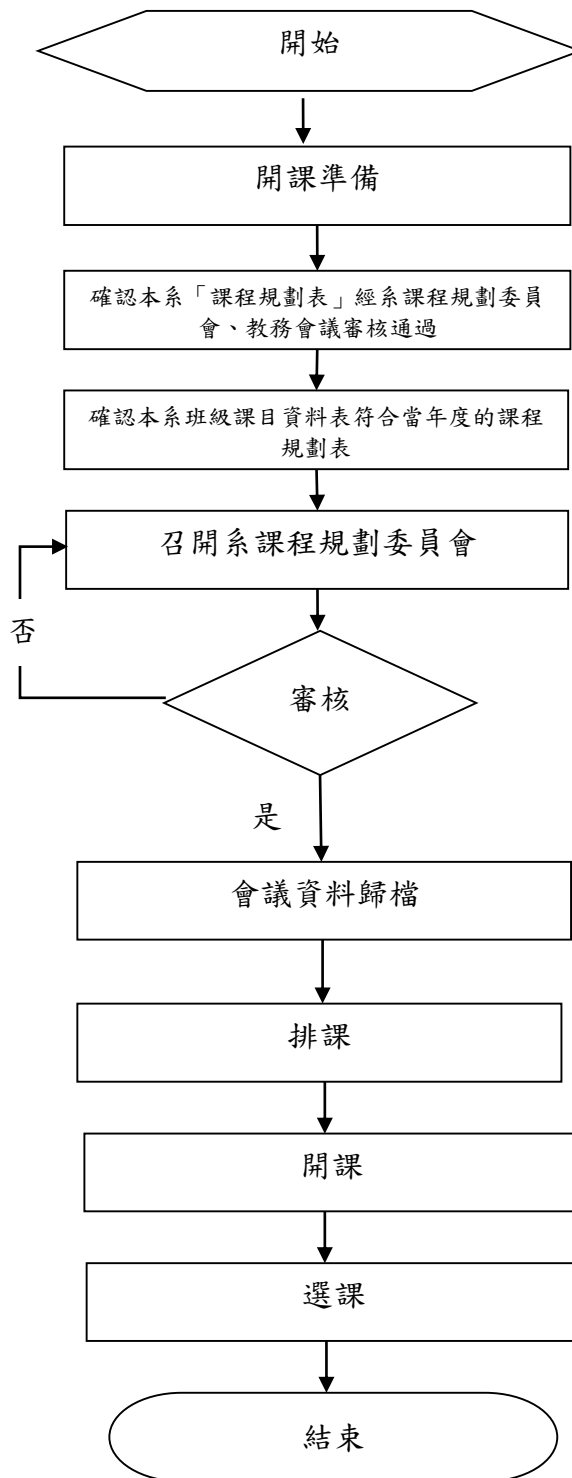 開始
開課準備
確認本系「課程規劃表」經系課程規劃委員
會、教務會議審核通過
確認本系班級課目資料表符合當年度的課程
規劃表
召開系課程規劃委員會
否
審核
是
會議資料歸檔
排課
開課
選課
結束